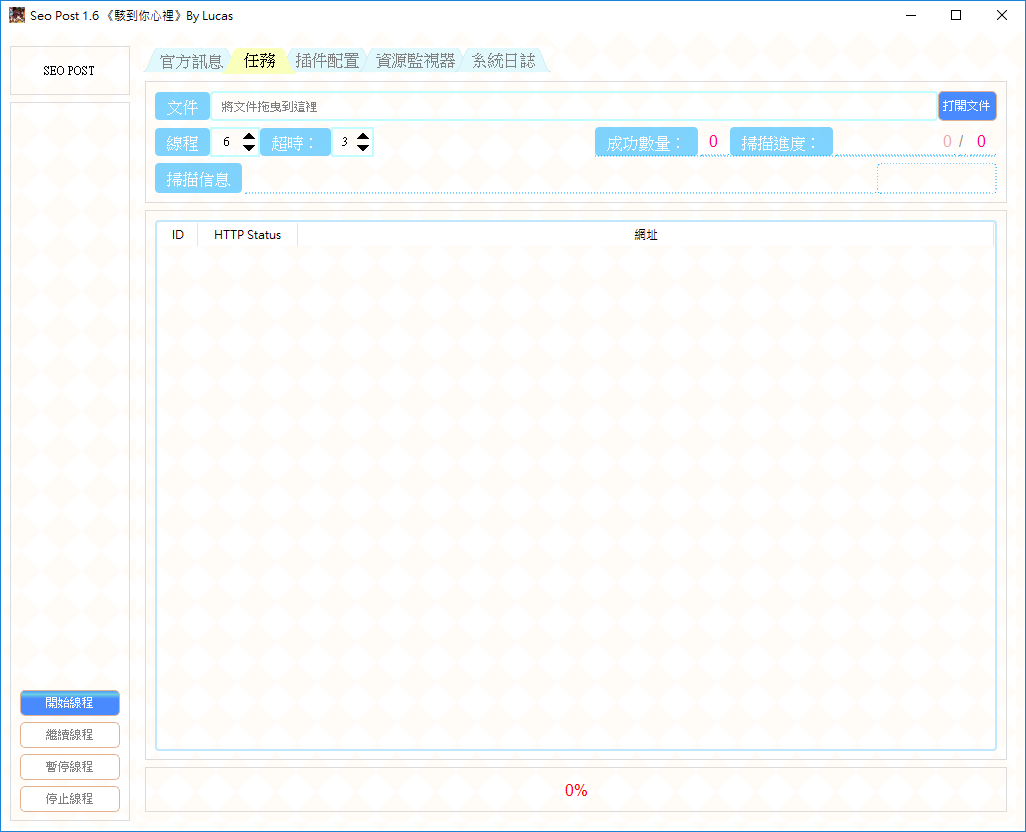 Seo Post 1.6 《駭到你心裡》By Lucas
SEO POST
官方訊息 任務 插件配置 資源監視器 系統日誌
文件 將文件拖曳到這裡 打開文件
線程 6 超時： 3 成功數量： 0 掃描進度： 0 / 0
掃描信息
ID HTTP Status 網址
開始線程
繼續線程
暫停線程
停止線程
0%